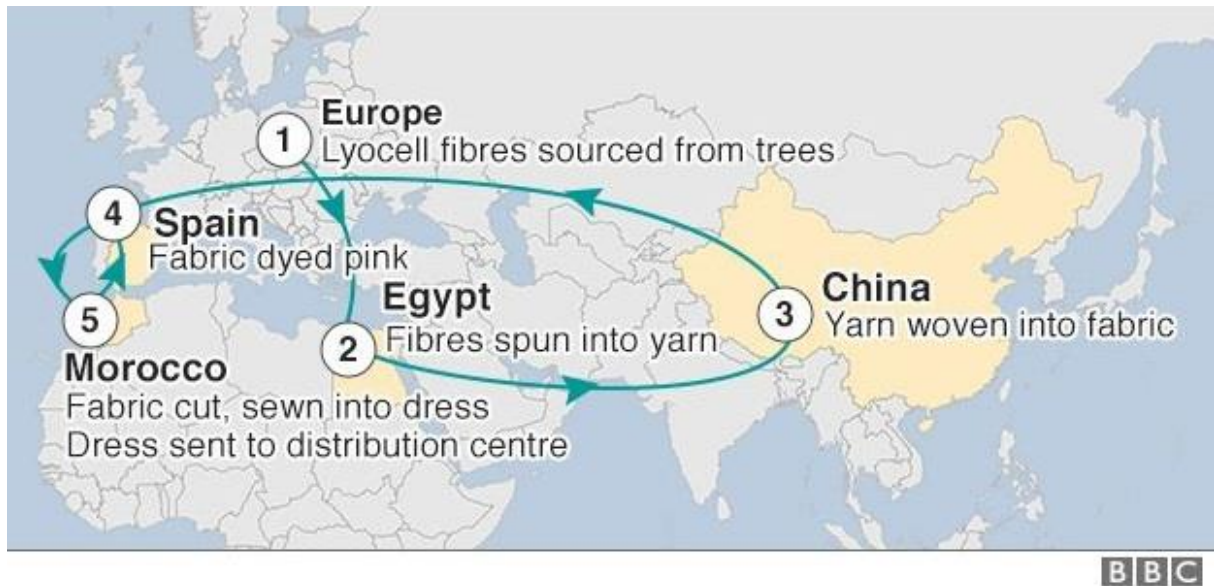 1
Europe
Lyocell fibres sourced from trees
4
Spain
Fabric dyed pink
Egypt
2
Fibres spun into yarn
China
3
Yarn woven into fabric
5
Morocco
Fabric cut, sewn into dress
Dress sent to distribution centre
BBC